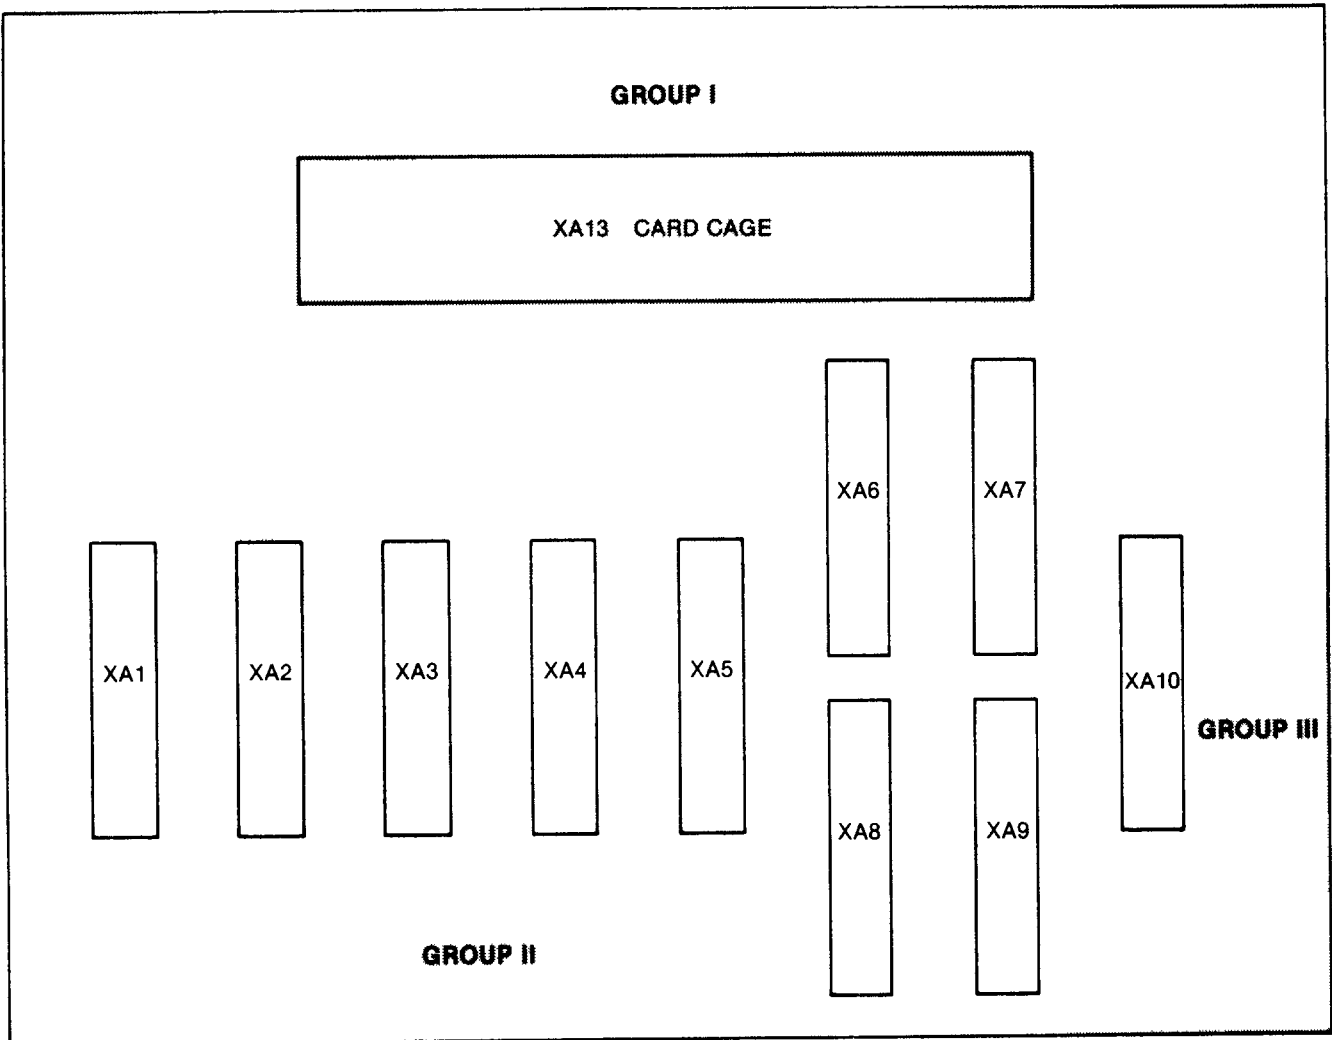 GROUP I
XA13 CARD CAGE
XA6
XA7
XA1
XA2
XA3
XA4
XA5
XA10
GROUP III
XA8
XA9
GROUP II